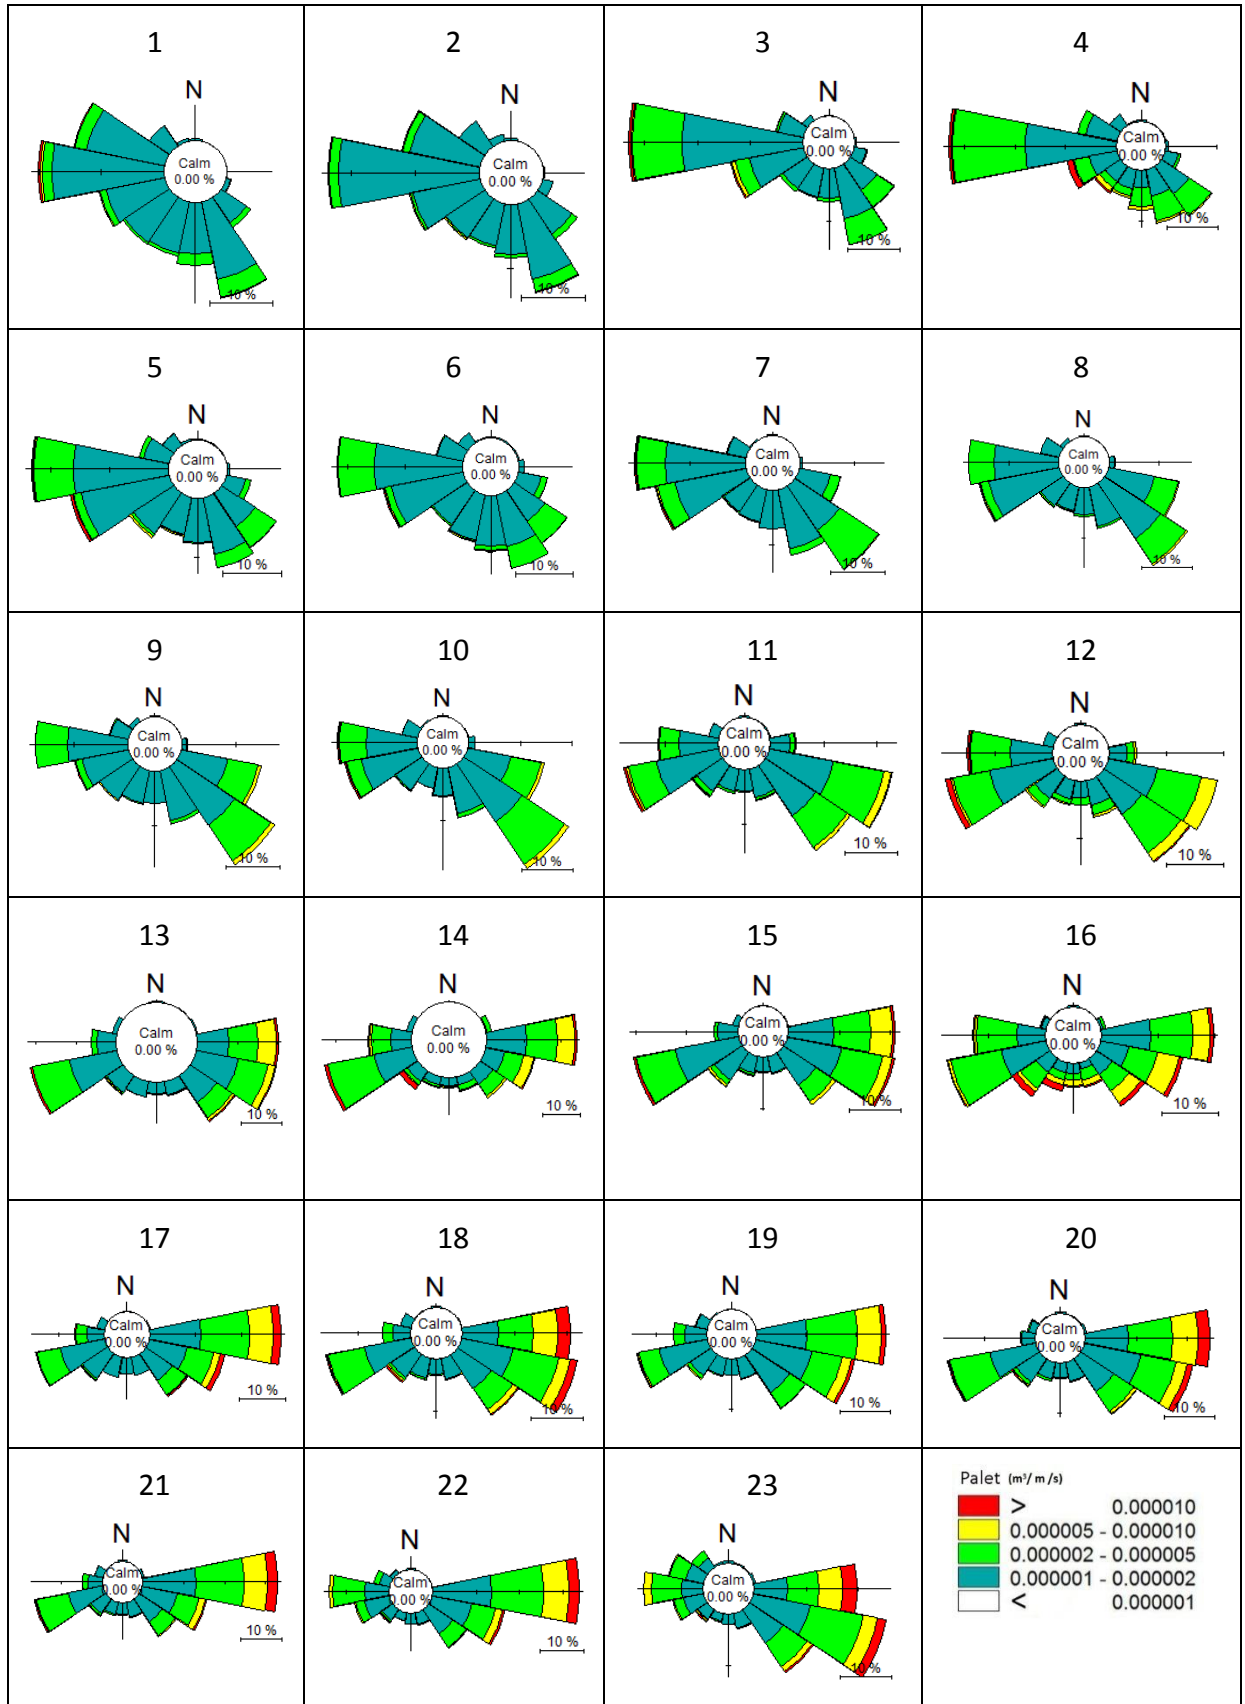 1 2 3 4
N N N N
Calm 0.00 % Calm 0.00 % Calm 0.00 % Calm 0.00 %
10 % 10 % 10 % 10 %
5 6 7 8
N N N N
Calm 0.00 % Calm 0.00 % Calm 0.00 % Calm 0.00 %
10 % 10 % 10 % 10 %
9 10 11 12
N N N N
Calm 0.00 % Calm 0.00 % Calm 0.00 % Calm 0.00 %
10 % 10 % 10 % 10 %
13 14 15 16
N N N N
Calm 0.00 % Calm 0.00 % Calm 0.00 % Calm 0.00 %
10 % 10 % 10 % 10 %
17 18 19 20
N N N N
Calm 0.00 % Calm 0.00 % Calm 0.00 % Calm 0.00 %
10 % 10 % 10 % 10 %
21 22 23
N N N
Calm 0.00 % Calm 0.00 % Calm 0.00 %
10 % 10 % 10 %
Palet (m³/ m /s)
> 0.000010
0.000005 - 0.000010
0.000002 - 0.000005
0.000001 - 0.000002
< 0.000001